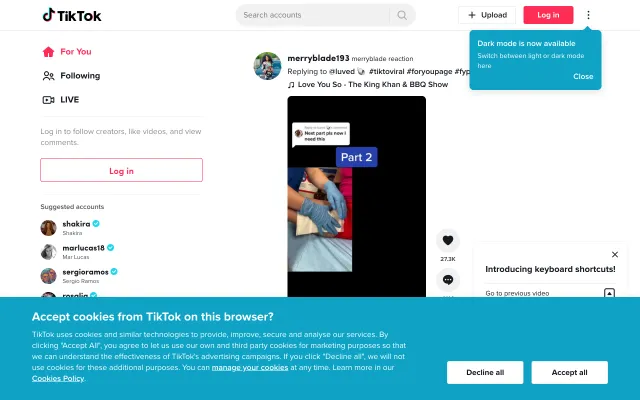 TikTok
Search accounts
Upload
Log in
Dark mode is now available
Switch between light or dark mode here
Close
For You
Following
LIVE
Log in to follow creators, like videos, and view comments.
Log in
Suggested accounts
shakira
Shakira
marlucas18
Mar Lucas
sergioramos
Sergio Ramos
rosalia
merryblade193 merryblade reaction
Replying to @luved #tiktoviral #foryoupage #fyp
Love You So - The King Khan & BBQ Show
Next part pls now I need this
Part 2
27.3K
Introducing keyboard shortcuts!
Go to previous video
Accept cookies from TikTok on this browser?
TikTok uses cookies and similar technologies to provide, improve, secure and analyse our services. By
clicking "Accept All", you agree to let us use our own and third party cookies for marketing purposes so that
we can understand the effectiveness of TikTok's advertising campaigns. If you click "Decline all", we will
not use cookies for these additional purposes. You can manage your cookies at any time. Learn more in our
Cookies Policy.
Decline all
Accept all